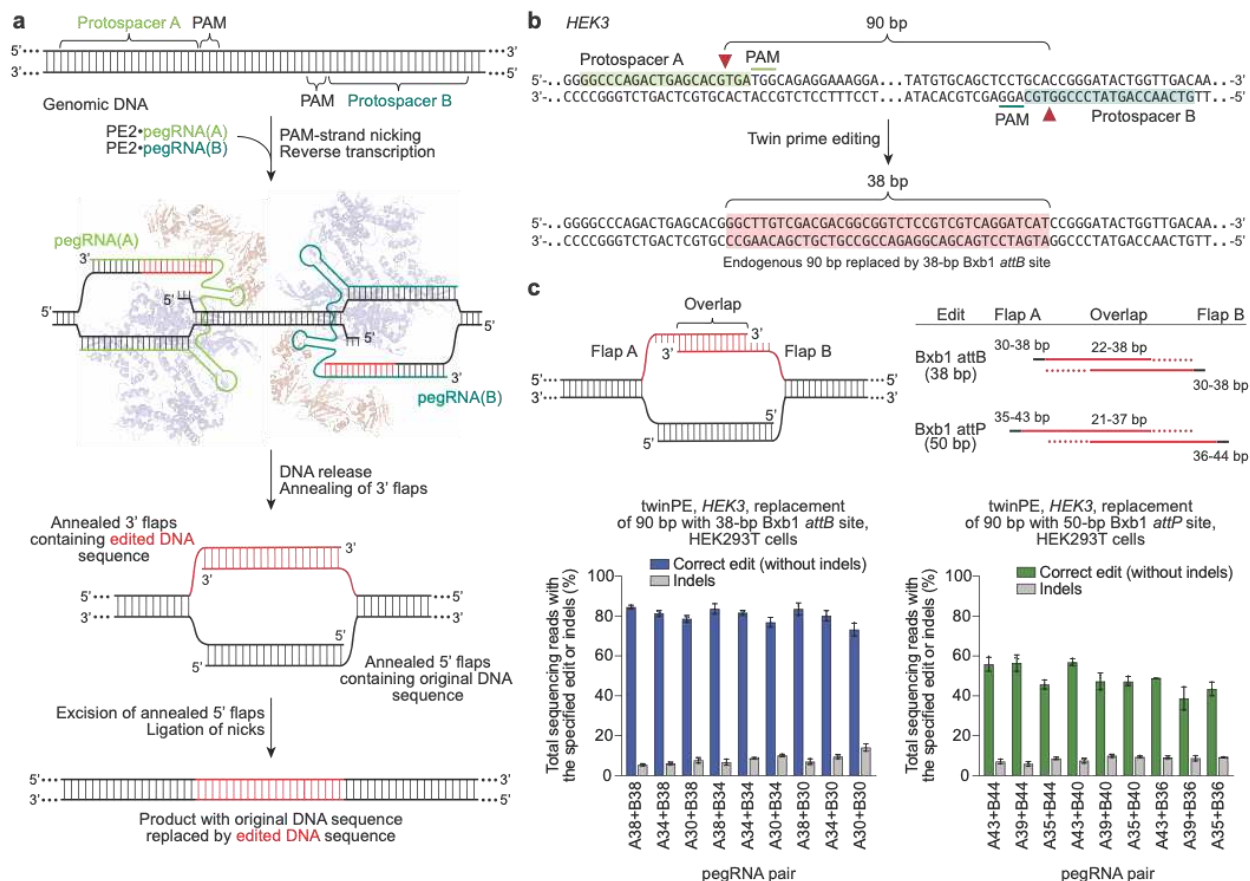 a
Protospacer A PAM
5'
3'
3'
5'
Genomic DNA
PAM Protospacer B
PE2•pegRNA(A)
PE2•pegRNA(B)
PAM-strand nicking
Reverse transcription
pegRNA(A)
3'
5'
5'
3'
5'
5'
3'
3'
pegRNA(B)
DNA release
Annealing of 3' flaps
Annealed 3' flaps
containing edited DNA
sequence
3'
3'
5'
3'
3'
5'
5'
5'
Annealed 5' flaps
containing original DNA
sequence
Excision of annealed 5' flaps
Ligation of nicks
5'
3'
3'
5'
Product with original DNA sequence
replaced by edited DNA sequence
b
HEK3
90 bp
Protospacer A PAM
5'-..GGGGCCCAGACTGAGCACGTGATGGCAGAGGAAAGGA...TATGTGCAGCTCCTGCACCGGGATACTGGTTGACAA..-3'
3'-..CCCCGGGTCTGACTCGTGCACTACCGTCTCCTTTCCT...ATACACGTCGAGGACGTGGCCCTATGACCAACTGTT..-5'
PAM Protospacer B
Twin prime editing
38 bp
5'-..GGGGCCCAGACTGAGCACGGGCTTGTCGACGACGGCGGTCTCCGTCGTCAGGATCATCCGGGATACTGGTTGACAA..-3'
3'-..CCCCGGGTCTGACTCGTGCCCGAACAGCTGCTGCCGCCAGAGGCAGCAGTCCTAGTAGGCCCTATGACCAACTGTT..-5'
Endogenous 90 bp replaced by 38-bp Bxb1 attB site
c
Overlap
Flap A
3'
3'
Flap B
5'
3'
3'
5'
5'
5'
Edit Flap A Overlap Flap B
Bxb1 attB
(38 bp)
30-38 bp
22-38 bp
30-38 bp
Bxb1 attP
(50 bp)
35-43 bp
21-37 bp
36-44 bp
twinPE, HEK3, replacement
of 90 bp with 38-bp Bxb1 attB site,
HEK293T cells
Correct edit (without indels)
Indels
Total sequencing reads with
the specified edit or indels (%)
100
80
60
40
20
0
A38+B38
A34+B38
A30+B38
A38+B34
A34+B34
A30+B34
A38+B30
A34+B30
A30+B30
pegRNA pair
twinPE, HEK3, replacement
of 90 bp with 50-bp Bxb1 attP site,
HEK293T cells
Correct edit (without indels)
Indels
Total sequencing reads with
the specified edit or indels (%)
100
80
60
40
20
0
A43+B44
A39+B44
A35+B44
A43+B40
A39+B40
A35+B40
A43+B36
A39+B36
A35+B36
pegRNA pair